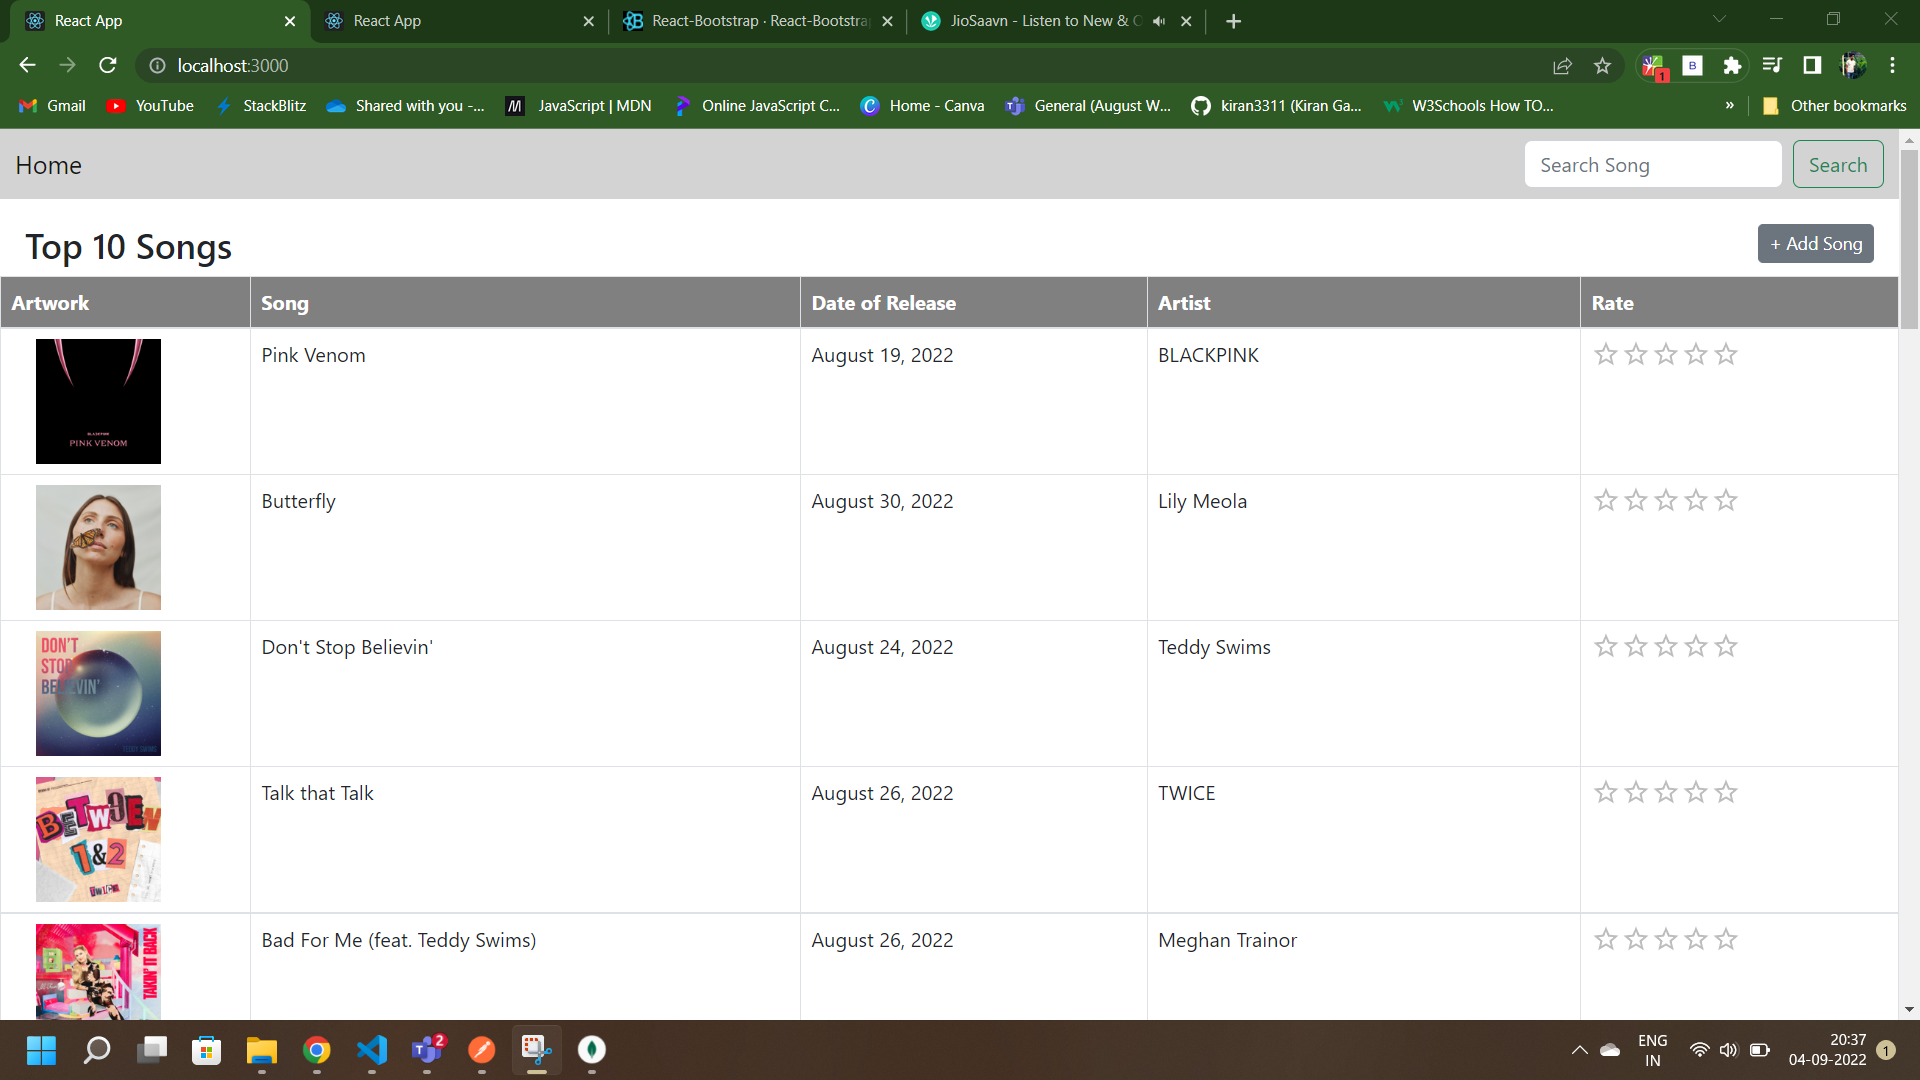 React App
React App
React-Bootstrap · React-Bootstra
JioSaavn - Listen to New & O
localhost:3000
1
B
Gmail
YouTube
StackBlitz
Shared with you -...
JavaScript | MDN
Online JavaScript C...
Home - Canva
General (August W...
kiran3311 (Kiran Ga...
W3Schools How TO...
»
Other bookmarks
Home
Search Song
Search
Top 10 Songs
+ Add Song
Artwork Song Date of Release Artist Rate
PINK VENOM
Pink Venom August 19, 2022 BLACKPINK
Butterfly August 30, 2022 Lily Meola
DON'T
STOP
BELIEVIN'
TEDDY SWIMS
Don't Stop Believin' August 24, 2022 Teddy Swims
BETWEEN
1&2
TWICE
Talk that Talk August 26, 2022 TWICE
TAKIN' IT BACK
Bad For Me (feat. Teddy Swims) August 26, 2022 Meghan Trainor
2
ENG
IN
20:37
04-09-2022
1